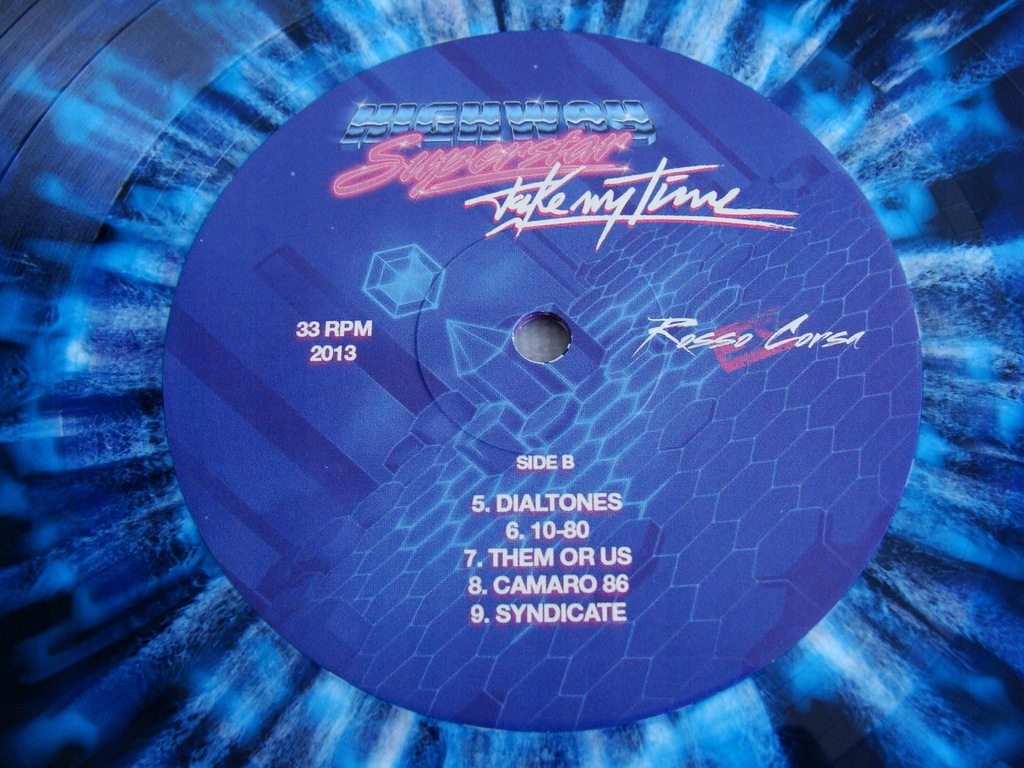 HIGHWAY
Superstar
Take my Time
33 RPM
2013
Rosso Corsa
SIDE B
5. DIALTONES
6. 10-80
7. THEM OR US
8. CAMARO 86
9. SYNDICATE